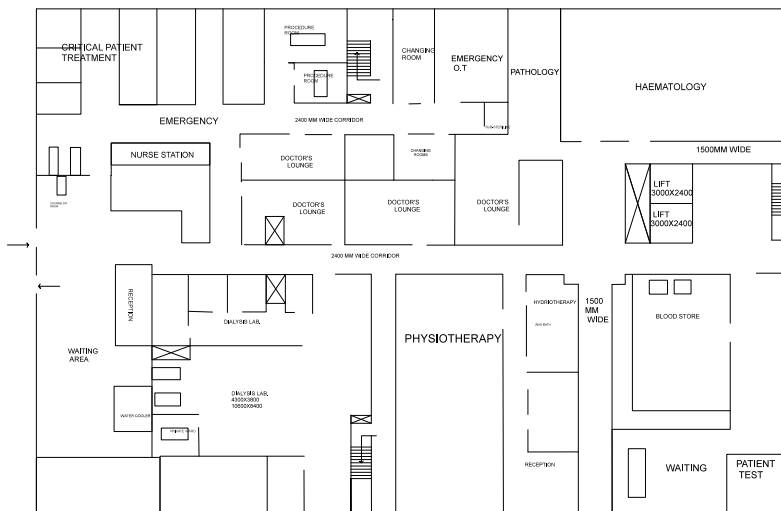 CRITICAL PATIENT
TREATMENT
PROCEDURE
ROOM
PROCEDURE
ROOM
CHANGING
ROOM
EMERGENCY
O.T
PATHOLOGY
HAEMATOLOGY
EMERGENCY
2400 MM WIDE CORRIDOR
NURSE STATION
DOCTOR'S
LOUNGE
CHANGING
ROOMS
1500MM WIDE
DOCTOR'S
LOUNGE
DOCTOR'S
LOUNGE
DOCTOR'S
LOUNGE
LIFT
3000X2400
LIFT
3000X2400
2400 MM WIDE CORRIDOR
RECEPTION
DIALYSIS LAB.
HYDRIOTHERAPY
1500
MM
WIDE
BLOOD STORE
PHYSIOTHERAPY
WAITING
AREA
DIALYSIS LAB.
4300X3800
10600X8400
WATER COOLER
RECEPTION
WAITING
PATIENT
TEST